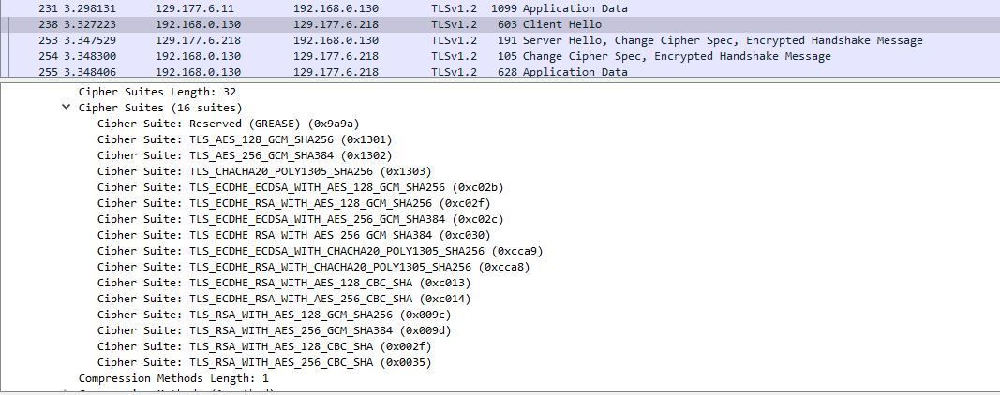 231 3.298131 129.177.6.11 192.168.0.130 TLSv1.2 1099 Application Data
238 3.327223 192.168.0.130 129.177.6.218 TLSv1.2 603 Client Hello
253 3.347529 129.177.6.218 192.168.0.130 TLSv1.2 191 Server Hello, Change Cipher Spec, Encrypted Handshake Message
254 3.348300 192.168.0.130 129.177.6.218 TLSv1.2 105 Change Cipher Spec, Encrypted Handshake Message
255 3.348406 192.168.0.130 129.177.6.218 TLSv1.2 628 Application Data
Cipher Suites Length: 32
Cipher Suites (16 suites)
Cipher Suite: Reserved (GREASE) (0x9a9a)
Cipher Suite: TLS_AES_128_GCM_SHA256 (0x1301)
Cipher Suite: TLS_AES_256_GCM_SHA384 (0x1302)
Cipher Suite: TLS_CHACHA20_POLY1305_SHA256 (0x1303)
Cipher Suite: TLS_ECDHE_ECDSA_WITH_AES_128_GCM_SHA256 (0xc02b)
Cipher Suite: TLS_ECDHE_RSA_WITH_AES_128_GCM_SHA256 (0xc02f)
Cipher Suite: TLS_ECDHE_ECDSA_WITH_AES_256_GCM_SHA384 (0xc02c)
Cipher Suite: TLS_ECDHE_RSA_WITH_AES_256_GCM_SHA384 (0xc030)
Cipher Suite: TLS_ECDHE_ECDSA_WITH_CHACHA20_POLY1305_SHA256 (0xcca9)
Cipher Suite: TLS_ECDHE_RSA_WITH_CHACHA20_POLY1305_SHA256 (0xcca8)
Cipher Suite: TLS_ECDHE_RSA_WITH_AES_128_CBC_SHA (0xc013)
Cipher Suite: TLS_ECDHE_RSA_WITH_AES_256_CBC_SHA (0xc014)
Cipher Suite: TLS_RSA_WITH_AES_128_GCM_SHA256 (0x009c)
Cipher Suite: TLS_RSA_WITH_AES_256_GCM_SHA384 (0x009d)
Cipher Suite: TLS_RSA_WITH_AES_128_CBC_SHA (0x002f)
Cipher Suite: TLS_RSA_WITH_AES_256_CBC_SHA (0x0035)
Compression Methods Length: 1